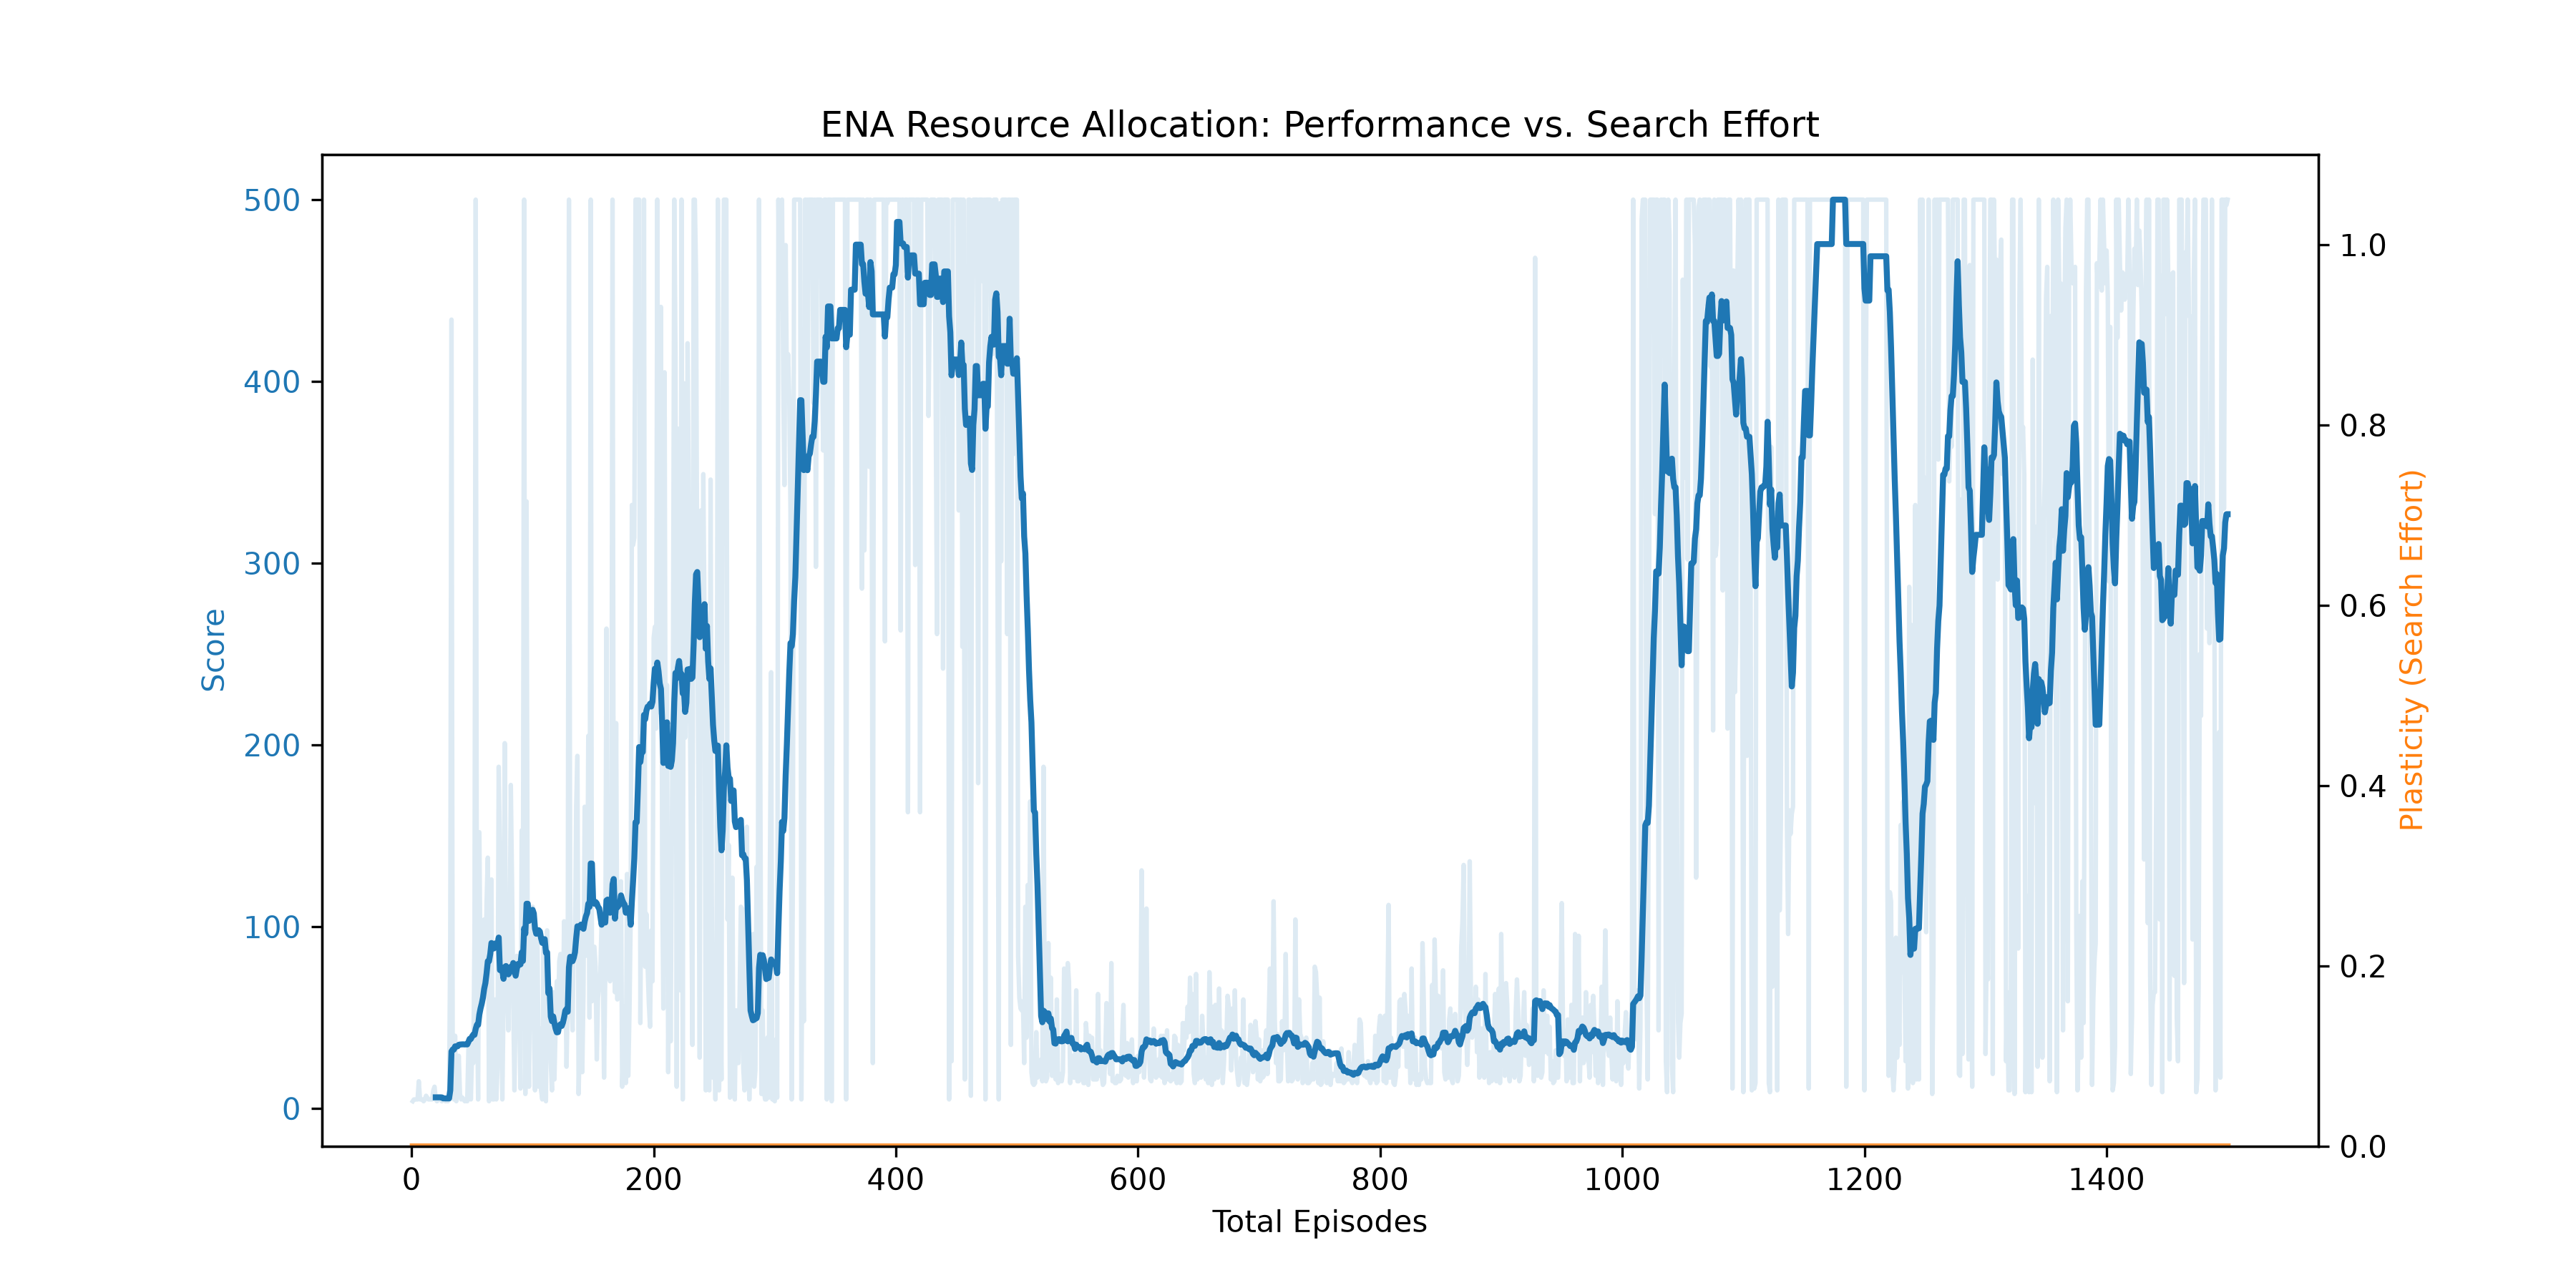 ENA Resource Allocation: Performance vs. Search Effort
500
400
300
200
100
0
Score
1.0
0.8
0.6
0.4
0.2
0.0
Plasticity (Search Effort)
0 200 400 600 800 1000 1200 1400
Total Episodes